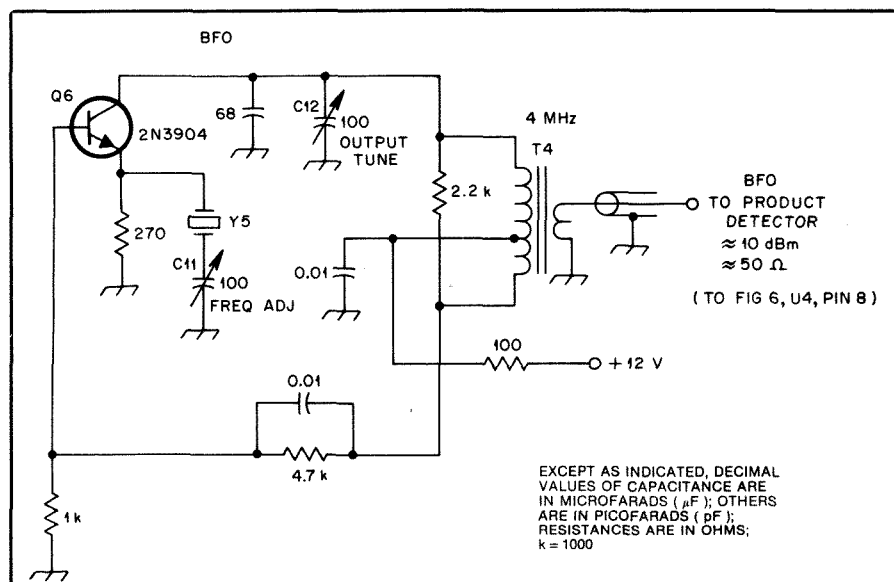 BFO
Q6
2N3904
68
C12
100
OUTPUT
TUNE
4 MHz
T4
2.2 k
BFO
TO PRODUCT
DETECTOR
≈ 10 dBm
≈ 50 Ω
(TO FIG 6, U4, PIN 8)
270
Y5
C11
100
FREQ ADJ
0.01
100
+12 V
0.01
4.7 k
1k
EXCEPT AS INDICATED, DECIMAL
VALUES OF CAPACITANCE ARE
IN MICROFARADS (μF); OTHERS
ARE IN PICOFARADS (pF);
RESISTANCES ARE IN OHMS;
k = 1000